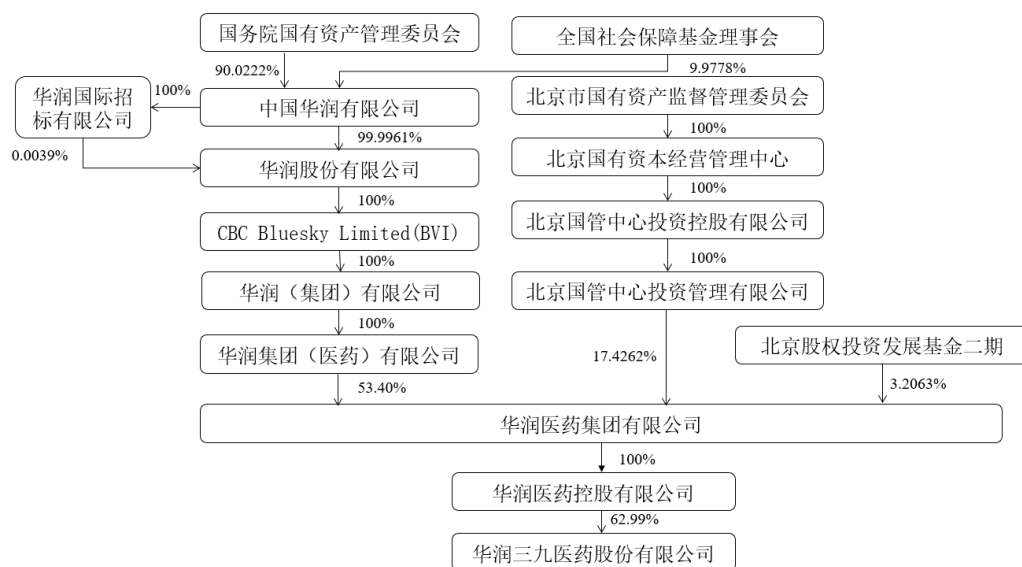 国务院国有资产管理委员会
全国社会保障基金理事会
90.0222%
9.9778%
华润国际招
标有限公司
100%
中国华润有限公司
北京市国有资产监督管理委员会
99.9961%
100%
0.0039%
华润股份有限公司
北京国有资本经营管理中心
100%
100%
CBC Bluesky Limited(BVI)
北京国管中心投资控股有限公司
100%
100%
华润（集团）有限公司
北京国管中心投资管理有限公司
100%
华润集团（医药）有限公司
17.4262%
北京股权投资发展基金二期
53.40%
3.2063%
华润医药集团有限公司
100%
华润医药控股有限公司
62.99%
华润三九医药股份有限公司